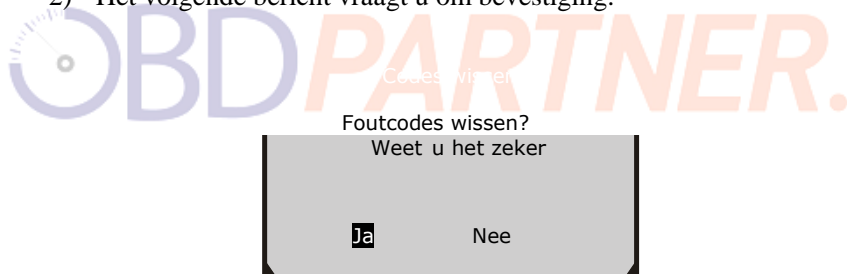 2) Het volgende bericht vraagt u om bevestiging:
OBDPARTNER.
Codes wissen
Foutcodes wissen?
Weet u het zeker
Ja Nee